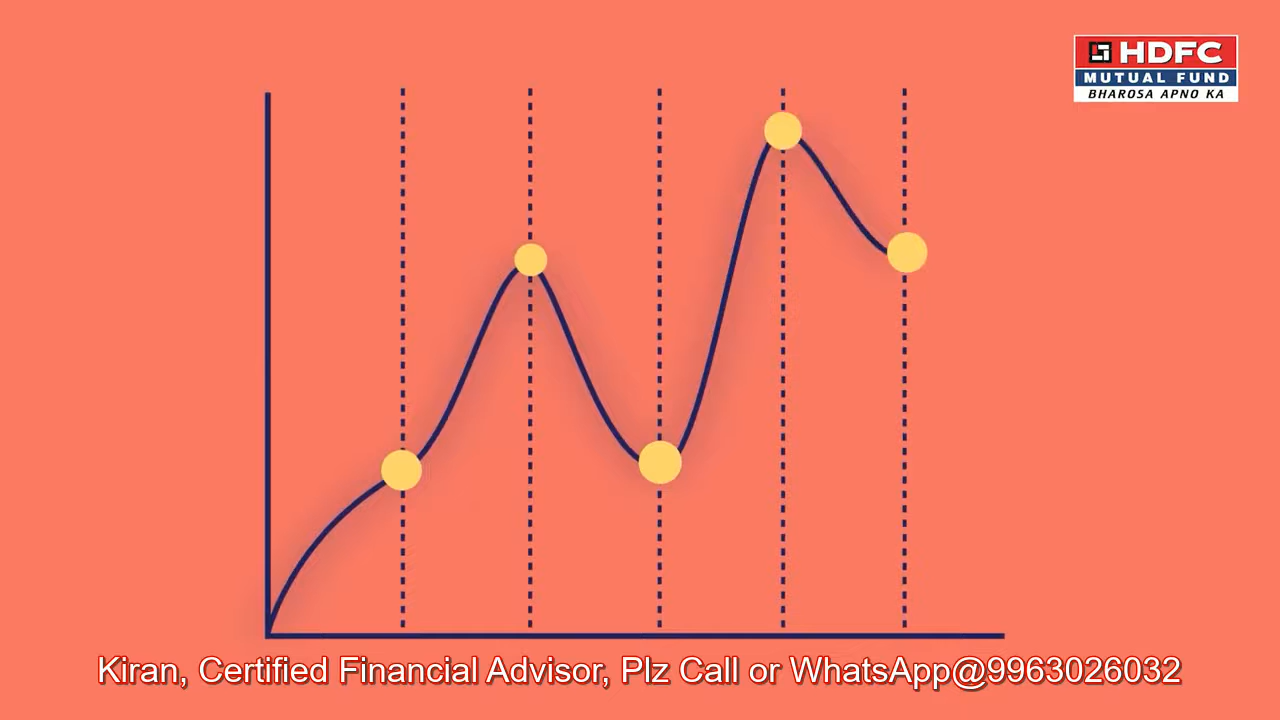 HDFC
MUTUAL FUND
BHAROSA APNO KA
Kiran, Certified Financial Advisor, Plz Call or WhatsApp@9963026032